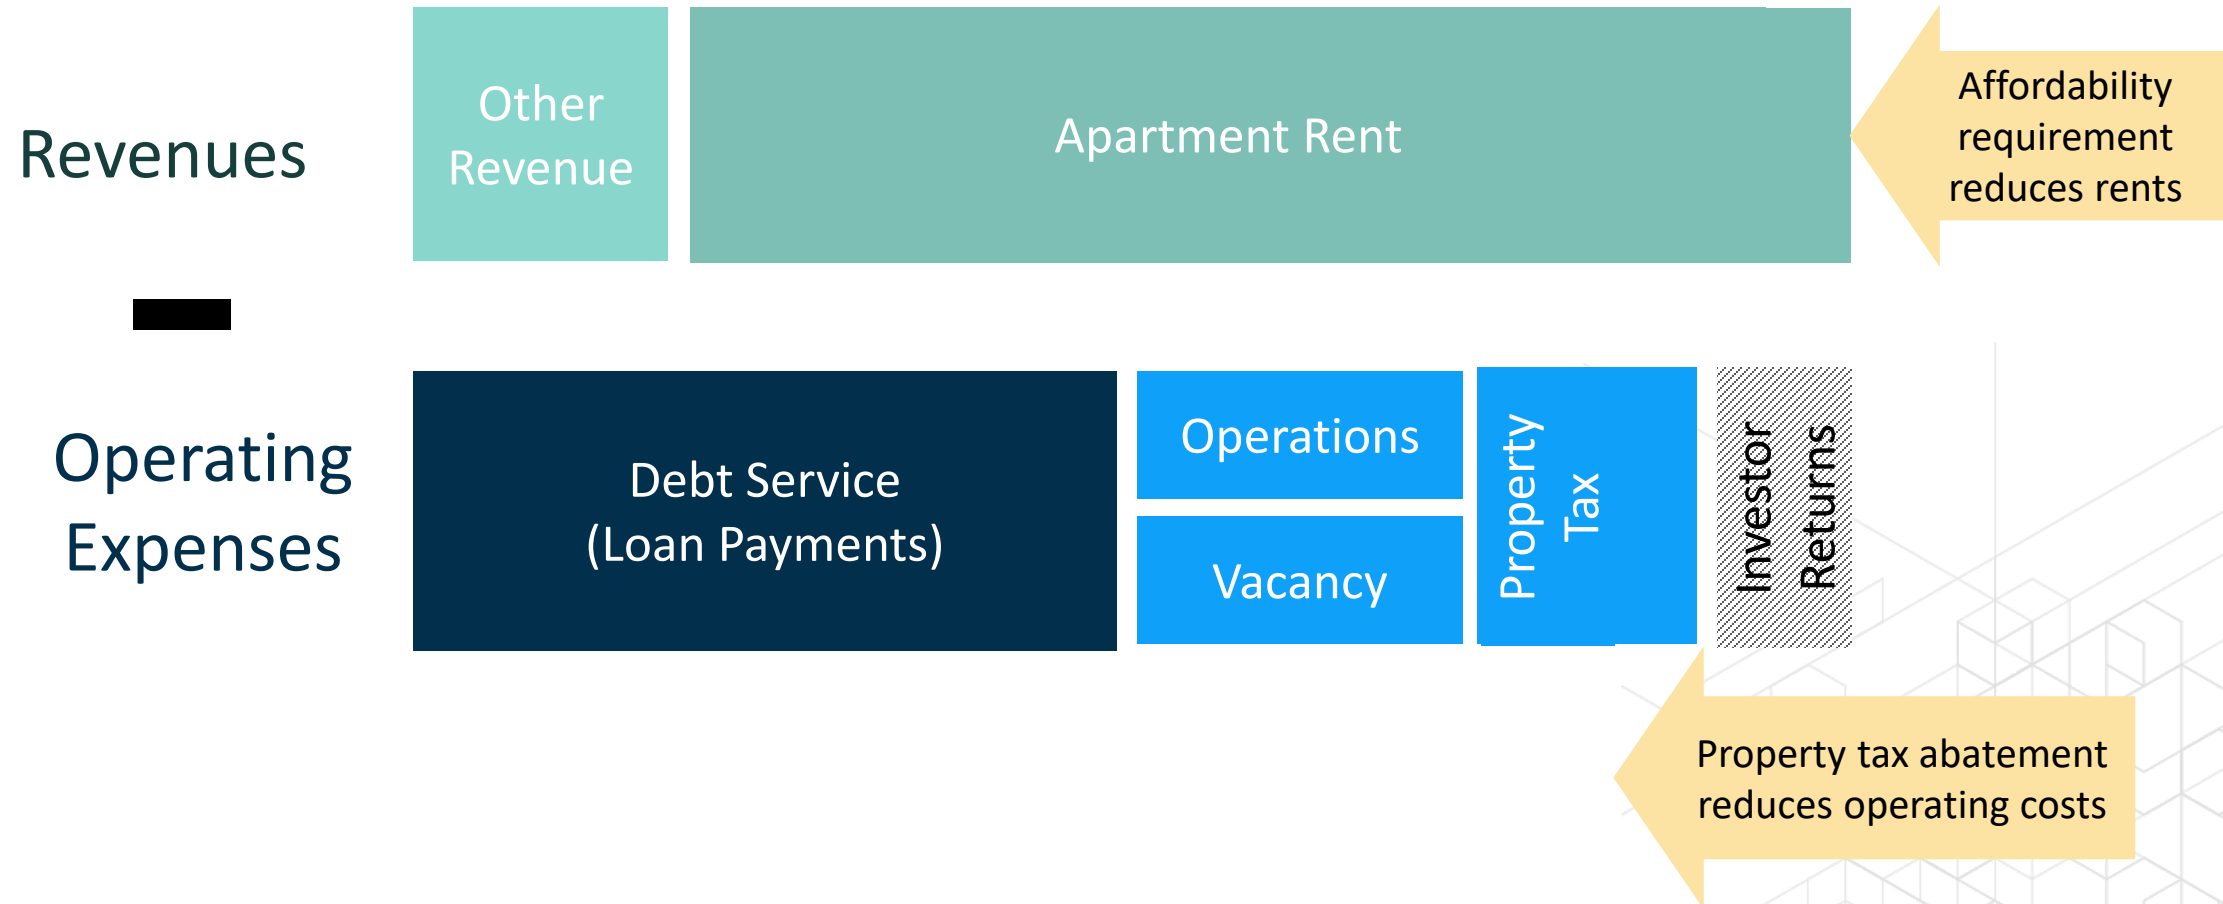 Revenues
Other
Revenue
Apartment Rent
Affordability
requirement
reduces rents
Operating
Expenses
Debt Service
(Loan Payments)
Operations
Vacancy
Property
Tax
Investor
Returns
Property tax abatement
reduces operating costs